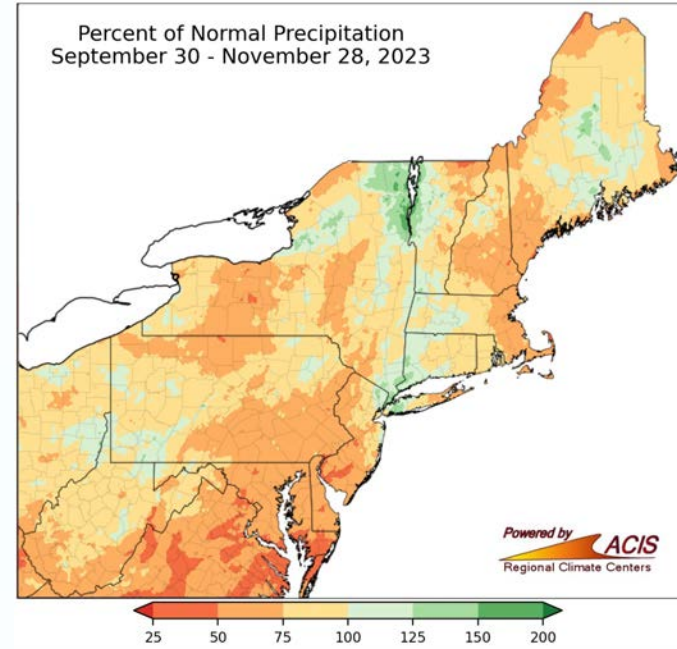 Percent of Normal Precipitation
September 30 - November 28, 2023
Powered by
ACIS
Regional Climate Centers
25 50 75 100 125 150 200